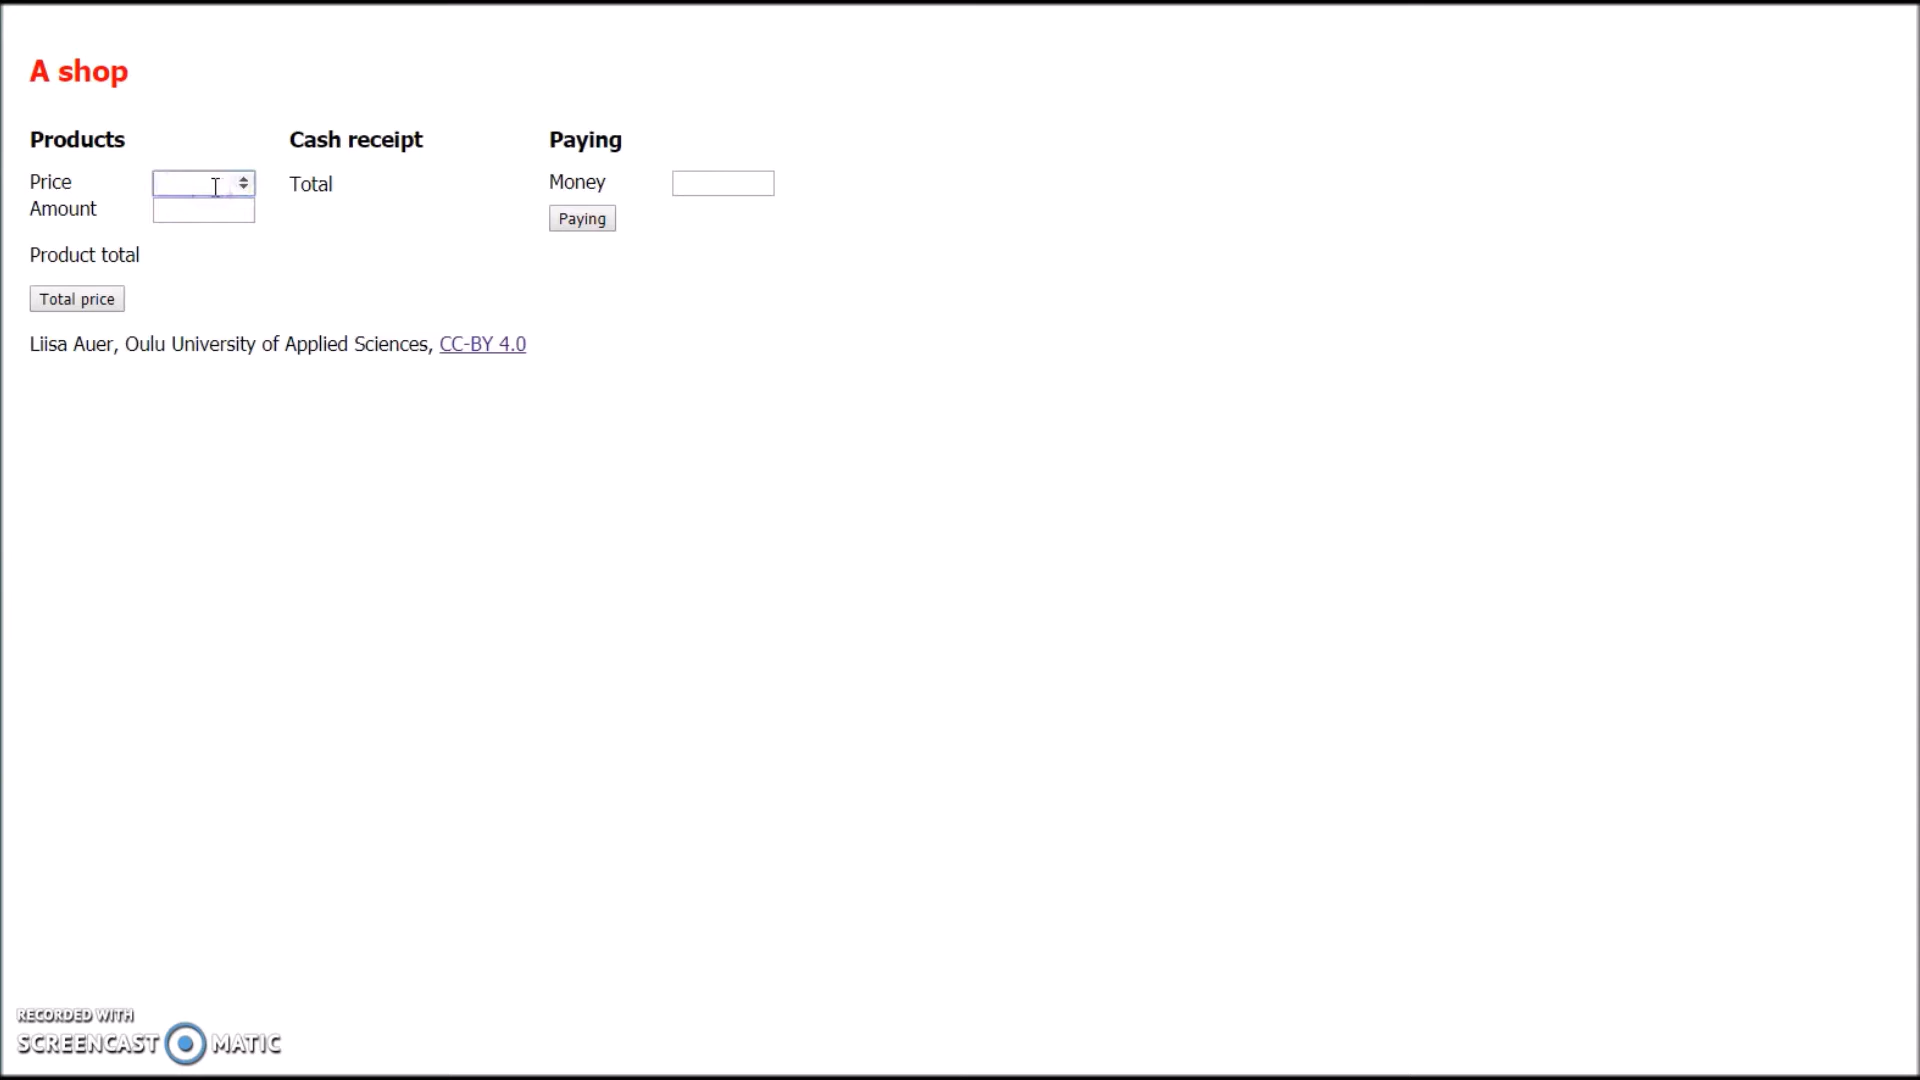 A shop
Products
Cash receipt
Paying
Price
Total
Money
Amount
Paying
Product total
Total price
Liisa Auer, Oulu University of Applied Sciences, CC-BY 4.0
RECORDED WITH
SCREENCAST MATIC